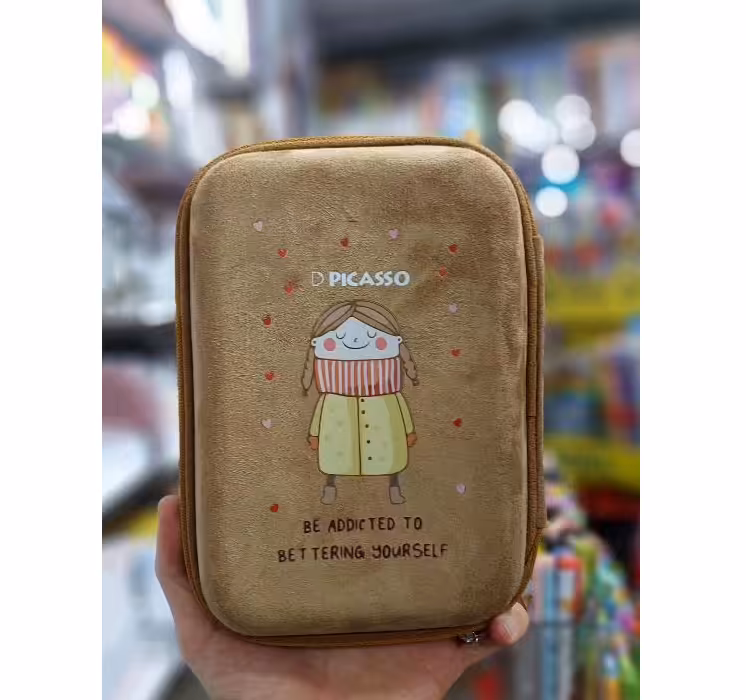 PICASSO
BE ADDICTED TO
BETTERING YOURSELF